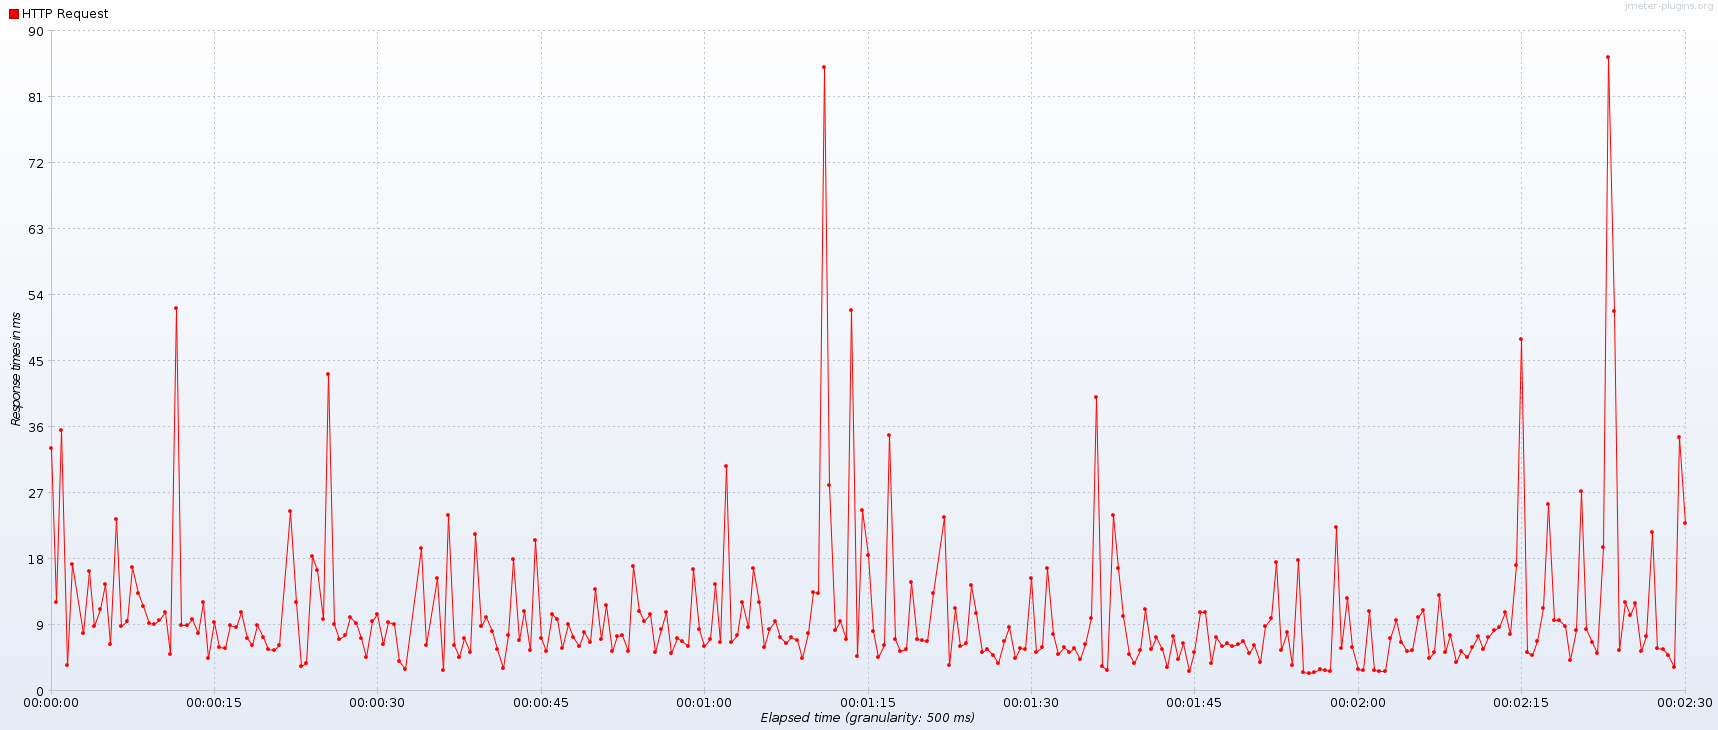 HTTP Request
jmeter-plugins.org
90
81
72
63
54
45
36
27
18
9
0
Response times in ms
00:00:00 00:00:15 00:00:30 00:00:45 00:01:00 00:01:15 00:01:30 00:01:45 00:02:00 00:02:15 00:02:30
Elapsed time (granularity: 500 ms)